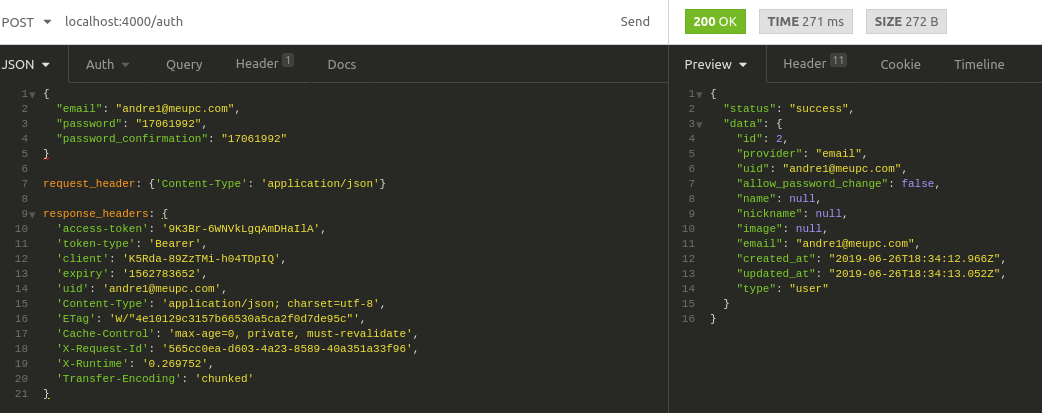 POST localhost:4000/auth Send 200 OK TIME 271 ms SIZE 272 B
JSON Auth Query Header 1 Docs
1 {
2 "email": "andre1@meupc.com",
3 "password": "17061992",
4 "password_confirmation": "17061992"
5 }
6
7 request_header: {'Content-Type': 'application/json'}
8
9 response_headers: {
10 'access-token': '9K3Br-6WNVkLgqAmDHaIlA',
11 'token-type': 'Bearer',
12 'client': 'K5Rda-89ZzTMi-h04TDpIQ',
13 'expiry': '1562783652',
14 'uid': 'andre1@meupc.com',
15 'Content-Type': 'application/json; charset=utf-8',
16 'ETag': 'W/"4e10129c3157b66530a5ca2f0d7de95c"',
17 'Cache-Control': 'max-age=0, private, must-revalidate',
18 'X-Request-Id': '565cc0ea-d603-4a23-8589-40a351a33f96',
19 'X-Runtime': '0.269752',
20 'Transfer-Encoding': 'chunked'
21 }
Preview Header 11 Cookie Timeline
1 {
2 "status": "success",
3 "data": {
4 "id": 2,
5 "provider": "email",
6 "uid": "andre1@meupc.com",
7 "allow_password_change": false,
8 "name": null,
9 "nickname": null,
10 "image": null,
11 "email": "andre1@meupc.com",
12 "created_at": "2019-06-26T18:34:12.966Z",
13 "updated_at": "2019-06-26T18:34:13.052Z",
14 "type": "user"
15 }
16 }